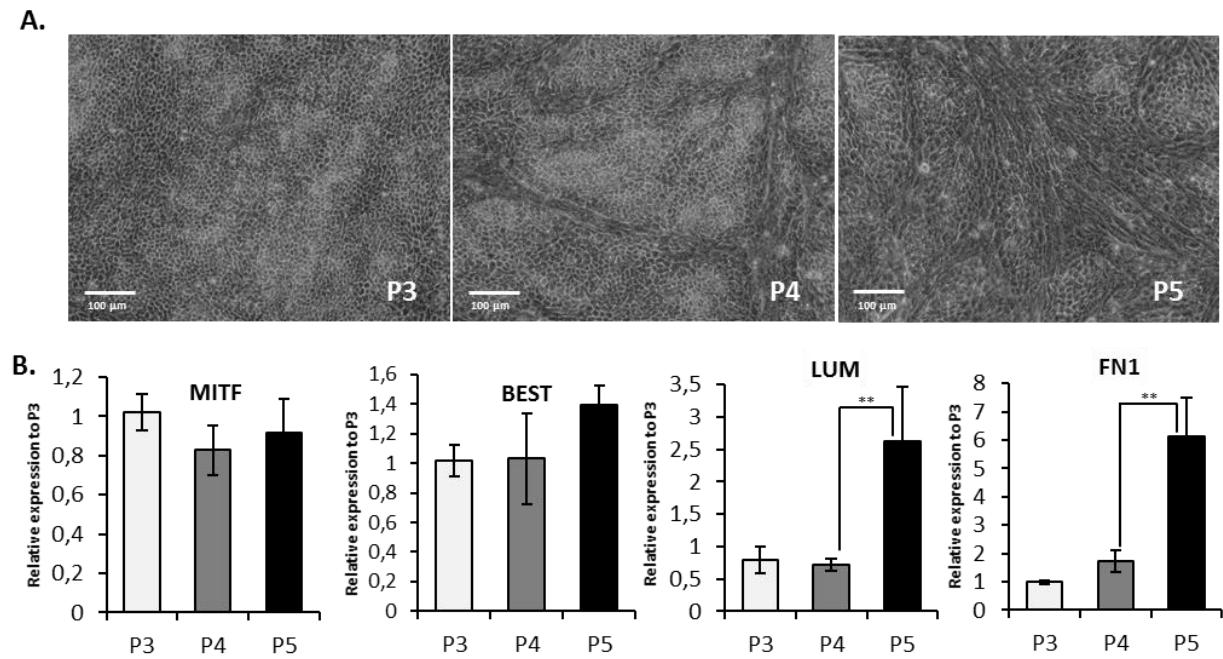 A.
P3
100 µm
P4
100 µm
P5
100 µm
B.
MITF
Relative expression to P3
1,2
1
0,8
0,6
0,4
0,2
0
P3 P4 P5
BEST
Relative expression to P3
1,6
1,4
1,2
1
0,8
0,6
0,4
0,2
0
P3 P4 P5
LUM
Relative expression to P3
3,5
3
2,5
2
1,5
1
0,5
0
**
P3 P4 P5
FN1
Relative expression to P3
8
7
6
5
4
3
2
1
0
**
P3 P4 P5